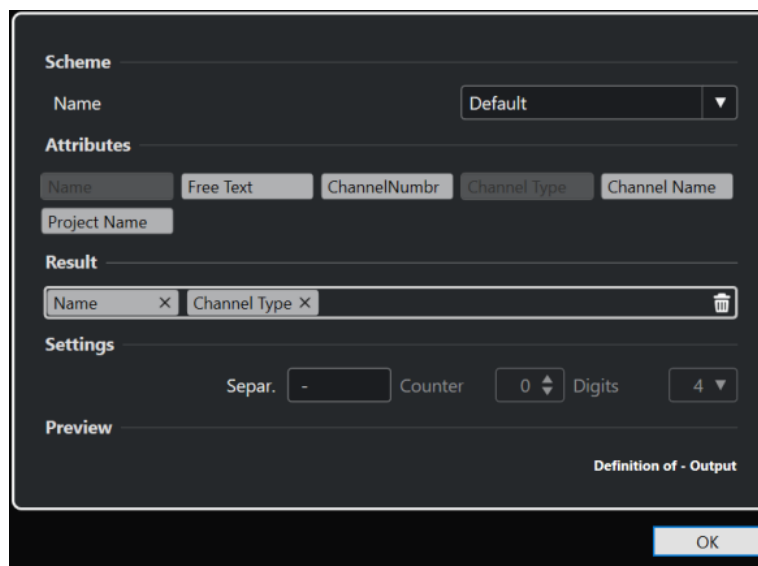 Scheme
Name Default
Attributes
Name Free Text ChannelNumbr Channel Type Channel Name
Project Name
Result
Name × Channel Type ×
Settings
Separ. - Counter 0 Digits 4
Preview
Definition of - Output
OK